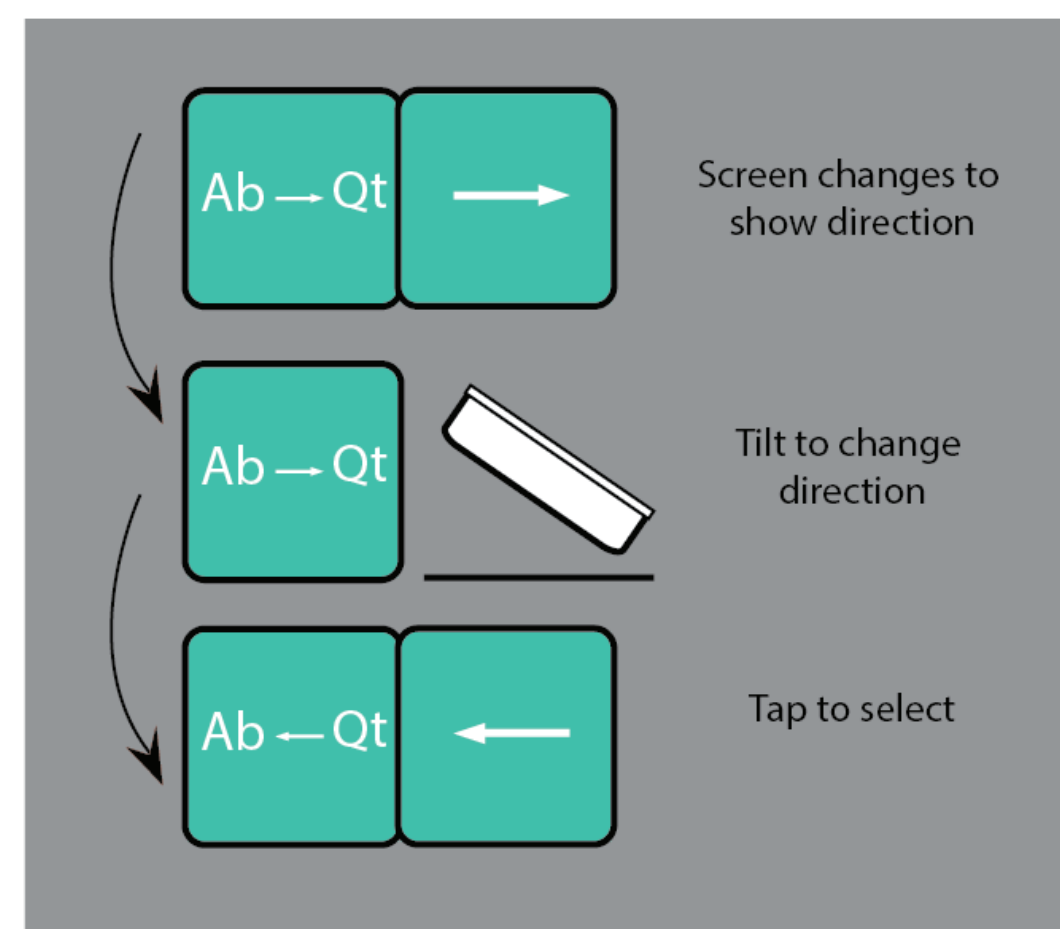 Ab → Qt
Screen changes to
show direction
Ab → Qt
Tilt to change
direction
Ab ← Qt
Tap to select